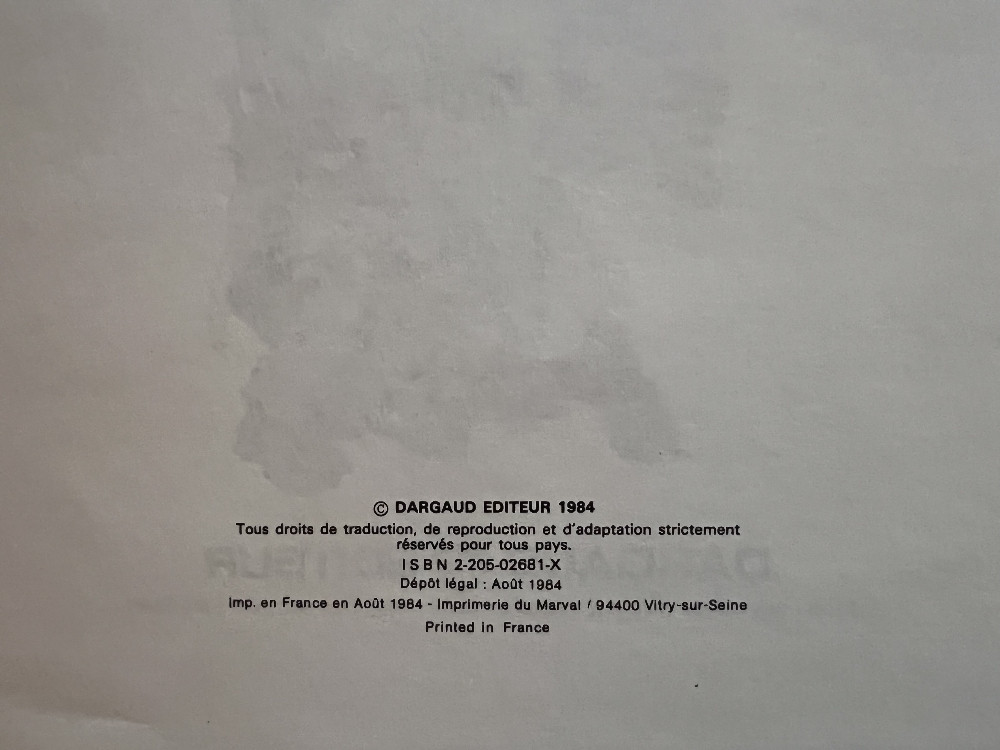 © DARGAUD EDITEUR 1984
Tous droits de traduction, de reproduction et d'adaptation strictement
réservés pour tous pays.
ISBN 2-205-02681-X
Dépôt légal : Août 1984
Imp. en France en Août 1984 - Imprimerie du Marval / 94400 Vitry-sur-Seine
Printed in France